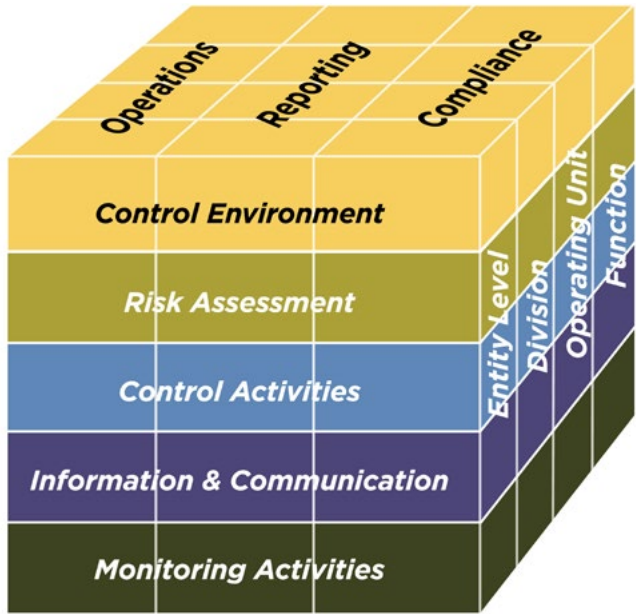 Operations
Reporting
Compliance
Control Environment
Risk Assessment
Control Activities
Information & Communication
Monitoring Activities
Entity Level
Division
Operating Unit
Function